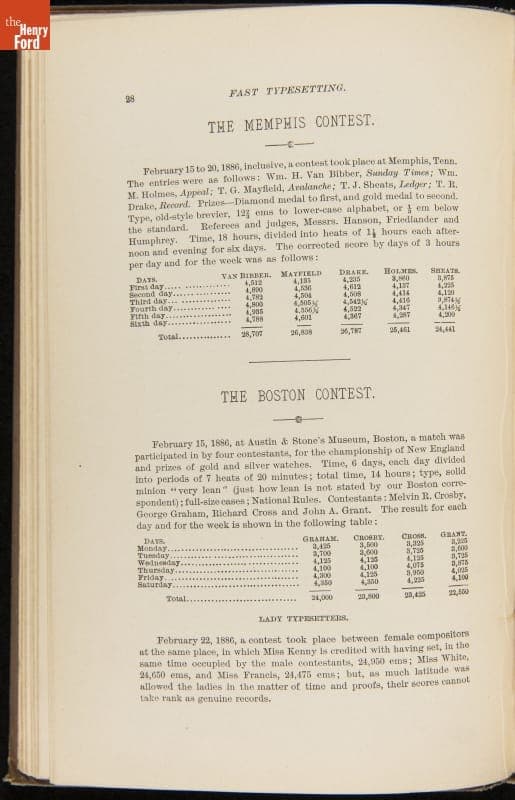 the
Henry
Ford
28
FAST TYPESETTING.
THE MEMPHIS CONTEST.
February 15 to 20, 1886, inclusive, a contest took place at Memphis, Tenn.
The entries were as follows: Wm. H. Van Bibber, Sunday Times; Wm.
M. Holmes, Appeal; T. G. Mayfield, Avalanche; T. J. Sheats, Ledger; T. R.
Drake, Record. Prizes—Diamond medal to first, and gold medal to second.
Type, old-style brevier, 12⅔ ems to lower-case alphabet, or ⅓ em below
the standard. Referees and judges, Messrs. Hanson, Friedlander and
Humphrey. Time, 18 hours, divided into heats of 1½ hours each after-
noon and evening for six days. The corrected score by days of 3 hours
per day and for the week was as follows:
DAYS. VAN BIBBER. MAYFIELD DRAKE. HOLMES. SHEATS.
First day 4,512 4,135 4,235 3,860 3,875
Second day 4,890 4,536 4,612 4,137 4,225
Third day 4,782 4,504 4,508 4,414 4,120
Fourth day 4,800 4,505½ 4,542½ 4,416 3,874½
Fifth day 4,935 4,556½ 4,522 4,347 4,146½
Sixth day 4,788 4,601 4,367 4,287 4,200
Total 28,707 26,838 26,787 25,461 24,441
THE BOSTON CONTEST.
February 15, 1886, at Austin & Stone's Museum, Boston, a match was
participated in by four contestants, for the championship of New England
and prizes of gold and silver watches. Time, 6 days, each day divided
into periods of 7 heats of 20 minutes; total time, 14 hours; type, solid
minion "very lean" (just how lean is not stated by our Boston corre-
spondent); full-size cases; National Rules. Contestants: Melvin R. Crosby,
George Graham, Richard Cross and John A. Grant. The result for each
day and for the week is shown in the following table:
DAYS. GRAHAM. CROSBY. CROSS. GRANT.
Monday 3,425 3,500 3,325 3,225
Tuesday 3,700 3,600 3,725 3,600
Wednesday 4,125 4,125 4,125 3,725
Thursday 4,100 4,100 4,075 3,875
Friday 4,300 4,125 3,950 4,025
Saturday 4,350 4,350 4,225 4,100
Total 24,000 23,800 23,425 22,550
LADY TYPESETTERS.
February 22, 1886, a contest took place between female compositors
at the same place, in which Miss Kenny is credited with having set, in the
same time occupied by the male contestants, 24,950 ems; Miss White,
24,650 ems, and Miss Francis, 24,475 ems; but, as much latitude was
allowed the ladies in the matter of time and proofs, their scores cannot
take rank as genuine records.